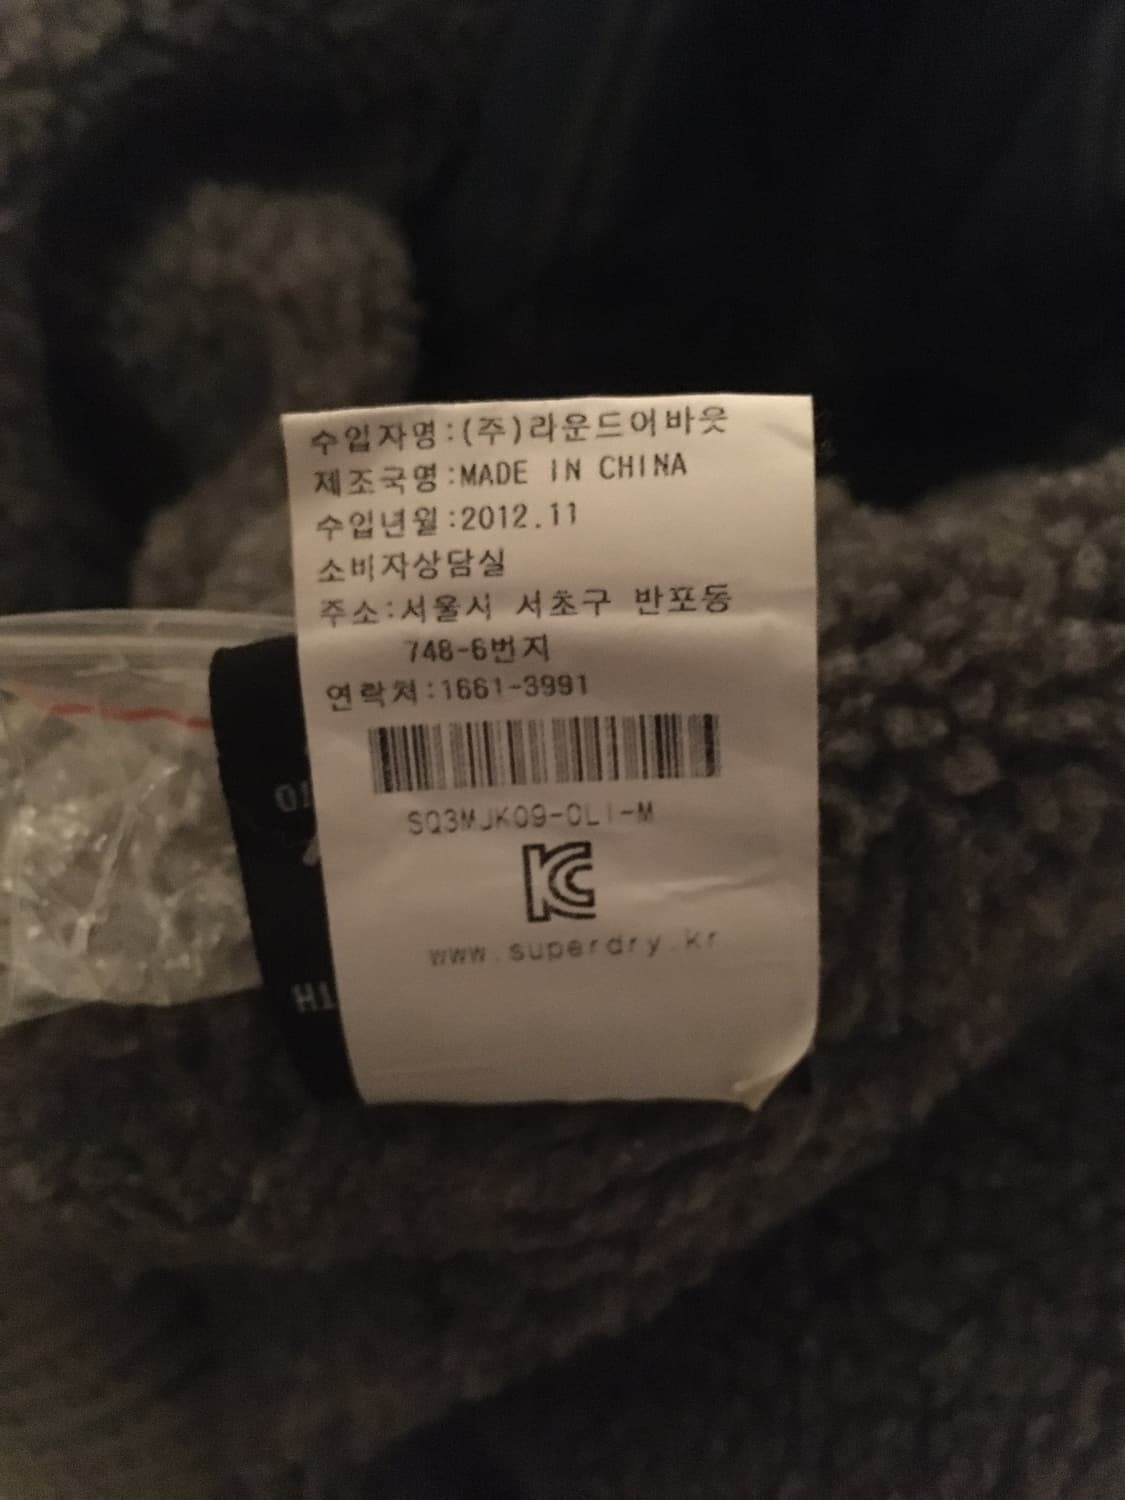 수입자명:(주)라운드어바웃
제조국명:MADE IN CHINA
수입년월:2012.11
소비자상담실
주소:서울시 서초구 반포동
748-6번지
연락처:1661-3991
SQ3MJK09-OLI-M
KC
www.superdry.kr